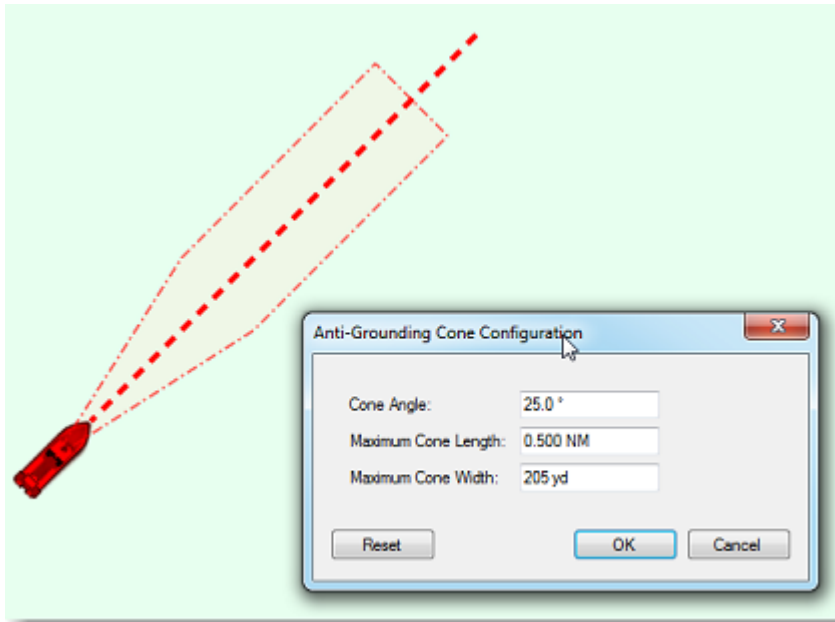 Anti-Grounding Cone Configuration
Cone Angle: 25.0 °
Maximum Cone Length: 0.500 NM
Maximum Cone Width: 205 yd
Reset OK Cancel